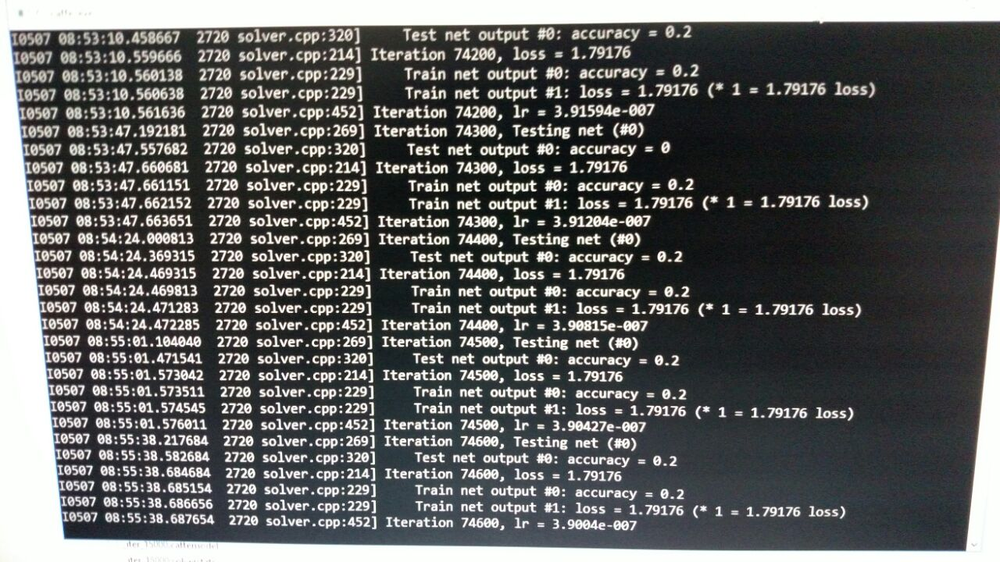 I0507 08:53:10.458667  2720 solver.cpp:320]     Test net output #0: accuracy = 0.2
I0507 08:53:10.559666  2720 solver.cpp:214] Iteration 74200, loss = 1.79176
I0507 08:53:10.560138  2720 solver.cpp:229]     Train net output #0: accuracy = 0.2
I0507 08:53:10.560638  2720 solver.cpp:229]     Train net output #1: loss = 1.79176 (* 1 = 1.79176 loss)
I0507 08:53:10.561636  2720 solver.cpp:452] Iteration 74200, lr = 3.91594e-007
I0507 08:53:47.192181  2720 solver.cpp:269] Iteration 74300, Testing net (#0)
I0507 08:53:47.557682  2720 solver.cpp:320]     Test net output #0: accuracy = 0
I0507 08:53:47.660681  2720 solver.cpp:214] Iteration 74300, loss = 1.79176
I0507 08:53:47.661151  2720 solver.cpp:229]     Train net output #0: accuracy = 0.2
I0507 08:53:47.662152  2720 solver.cpp:229]     Train net output #1: loss = 1.79176 (* 1 = 1.79176 loss)
I0507 08:53:47.663651  2720 solver.cpp:452] Iteration 74300, lr = 3.91204e-007
I0507 08:54:24.000813  2720 solver.cpp:269] Iteration 74400, Testing net (#0)
I0507 08:54:24.369315  2720 solver.cpp:320]     Test net output #0: accuracy = 0.2
I0507 08:54:24.469315  2720 solver.cpp:214] Iteration 74400, loss = 1.79176
I0507 08:54:24.469813  2720 solver.cpp:229]     Train net output #0: accuracy = 0.2
I0507 08:54:24.471283  2720 solver.cpp:229]     Train net output #1: loss = 1.79176 (* 1 = 1.79176 loss)
I0507 08:54:24.472285  2720 solver.cpp:452] Iteration 74400, lr = 3.90815e-007
I0507 08:55:01.104040  2720 solver.cpp:269] Iteration 74500, Testing net (#0)
I0507 08:55:01.471541  2720 solver.cpp:320]     Test net output #0: accuracy = 0.2
I0507 08:55:01.573042  2720 solver.cpp:214] Iteration 74500, loss = 1.79176
I0507 08:55:01.573511  2720 solver.cpp:229]     Train net output #0: accuracy = 0.2
I0507 08:55:01.574545  2720 solver.cpp:229]     Train net output #1: loss = 1.79176 (* 1 = 1.79176 loss)
I0507 08:55:01.576011  2720 solver.cpp:452] Iteration 74500, lr = 3.90427e-007
I0507 08:55:38.217684  2720 solver.cpp:269] Iteration 74600, Testing net (#0)
I0507 08:55:38.582684  2720 solver.cpp:320]     Test net output #0: accuracy = 0.2
I0507 08:55:38.684684  2720 solver.cpp:214] Iteration 74600, loss = 1.79176
I0507 08:55:38.685154  2720 solver.cpp:229]     Train net output #0: accuracy = 0.2
I0507 08:55:38.686656  2720 solver.cpp:229]     Train net output #1: loss = 1.79176 (* 1 = 1.79176 loss)
I0507 08:55:38.687654  2720 solver.cpp:452] Iteration 74600, lr = 3.9004e-007